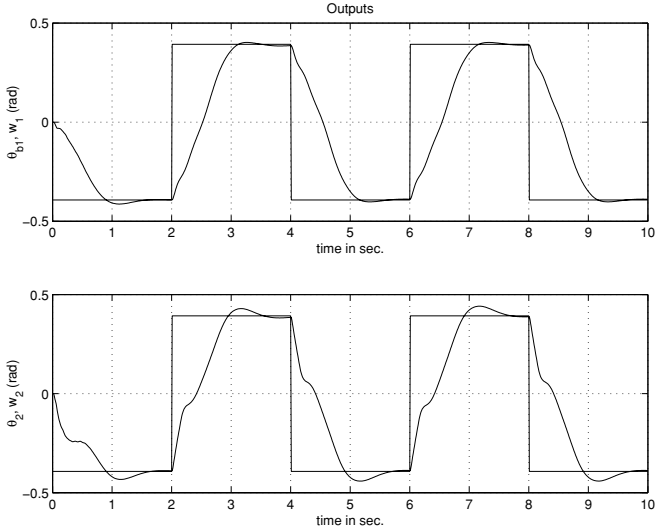 Outputs
0.5
0
−0.5
θb1, w1 (rad)
0 1 2 3 4 5 6 7 8 9 10
time in sec.
0.5
0
−0.5
θ2, w2 (rad)
0 1 2 3 4 5 6 7 8 9 10
time in sec.